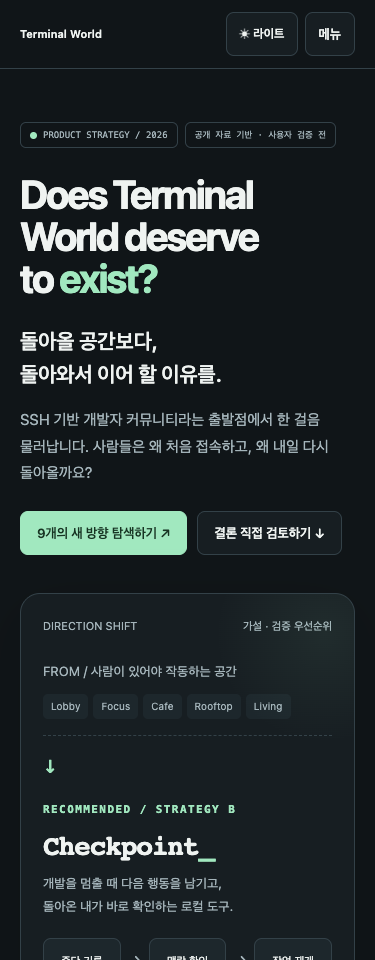 Terminal World
☀ 라이트
메뉴
PRODUCT STRATEGY / 2026
공개 자료 기반 · 사용자 검증 전
Does Terminal
World deserve
to exist?
돌아올 공간보다,
돌아와서 이어 할 이유를.
SSH 기반 개발자 커뮤니티라는 출발점에서 한 걸음
물러납니다. 사람들은 왜 처음 접속하고, 왜 내일 다시
돌아올까요?
9개의 새 방향 탐색하기 ↗
결론 직접 검토하기 ↓
DIRECTION SHIFT
가설 · 검증 우선순위
FROM / 사람이 있어야 작동하는 공간
Lobby
Focus
Cafe
Rooftop
Living
↓
RECOMMENDED / STRATEGY B
Checkpoint_
개발을 멈출 때 다음 행동을 남기고,
돌아온 내가 바로 확인하는 로컬 도구.